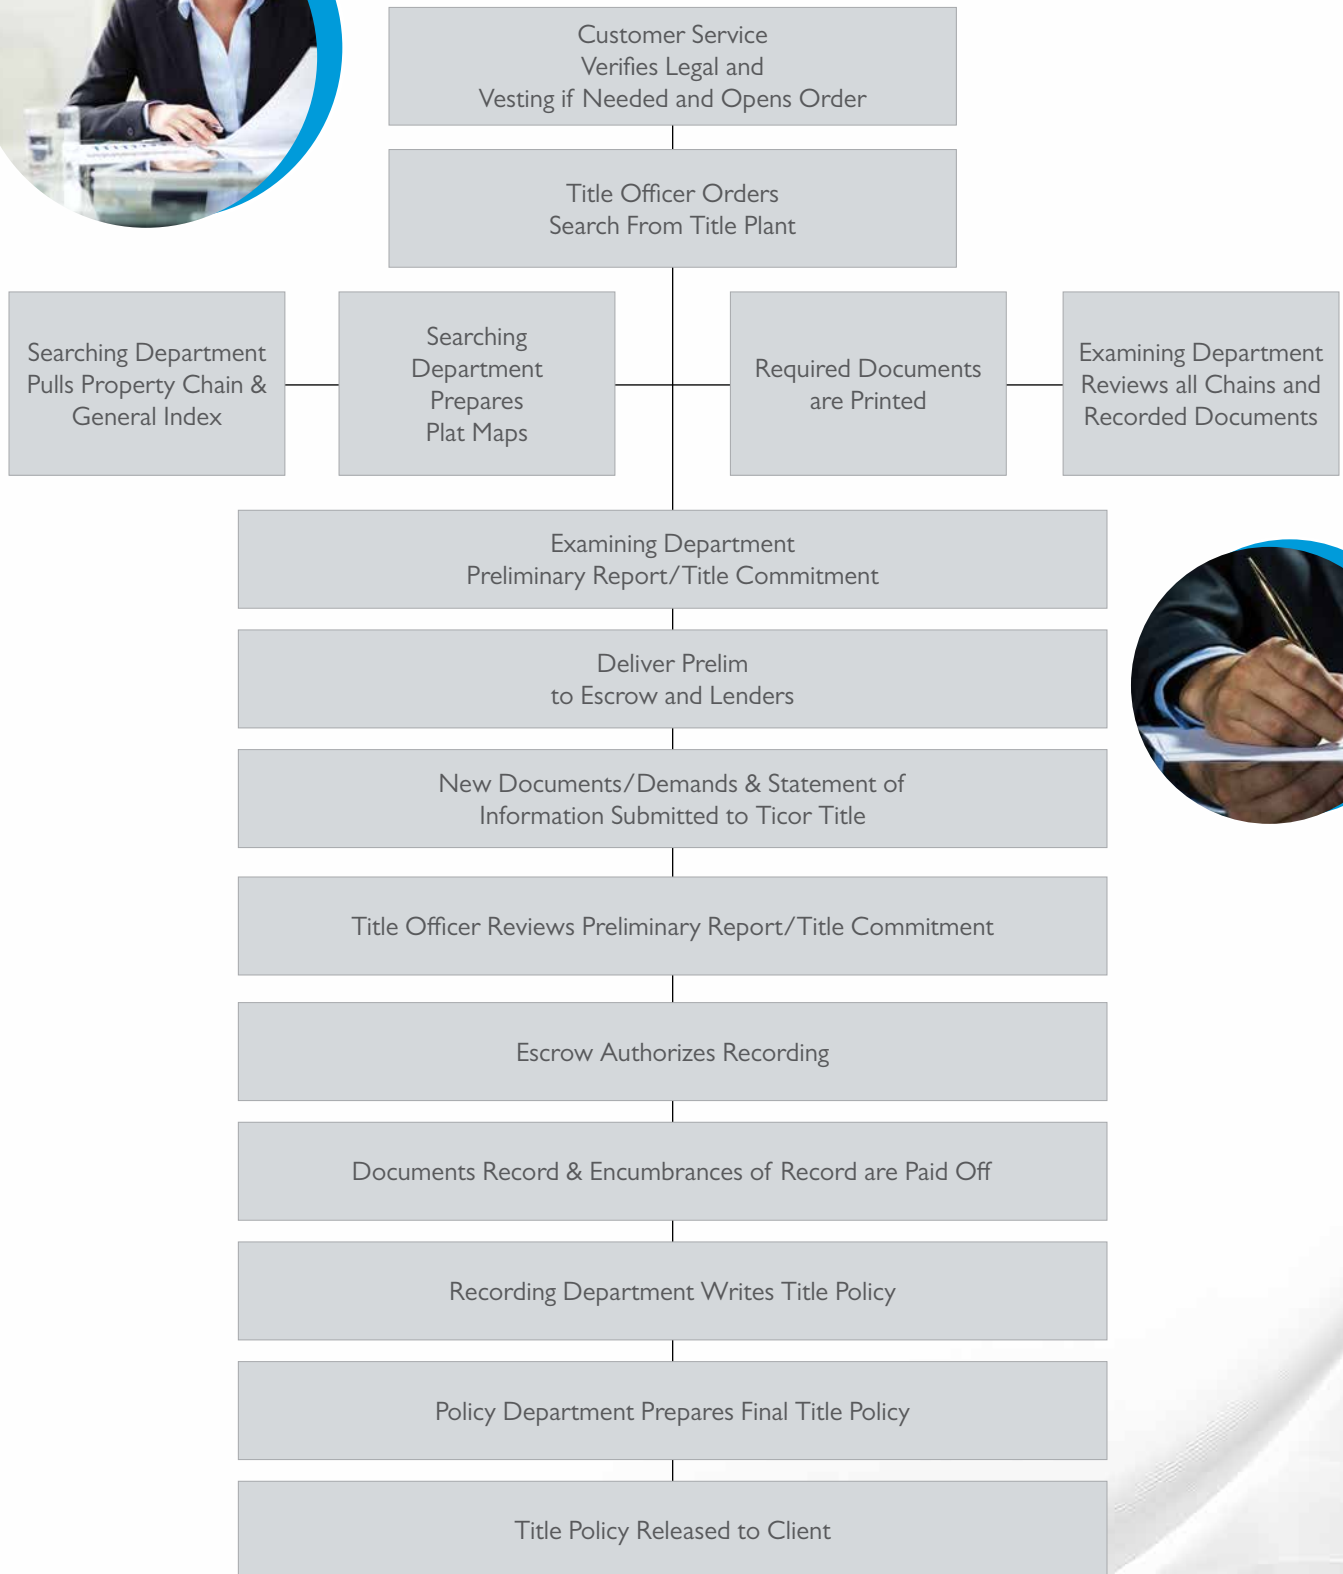 Customer Service
Verifies Legal and
Vesting if Needed and Opens Order
Title Officer Orders
Search From Title Plant
Searching Department
Pulls Property Chain &
General Index
Searching
Department
Prepares
Plat Maps
Required Documents
are Printed
Examining Department
Reviews all Chains and
Recorded Documents
Examining Department
Preliminary Report/Title Commitment
Deliver Prelim
to Escrow and Lenders
New Documents/Demands & Statement of
Information Submitted to Ticor Title
Title Officer Reviews Preliminary Report/Title Commitment
Escrow Authorizes Recording
Documents Record & Encumbrances of Record are Paid Off
Recording Department Writes Title Policy
Policy Department Prepares Final Title Policy
Title Policy Released to Client